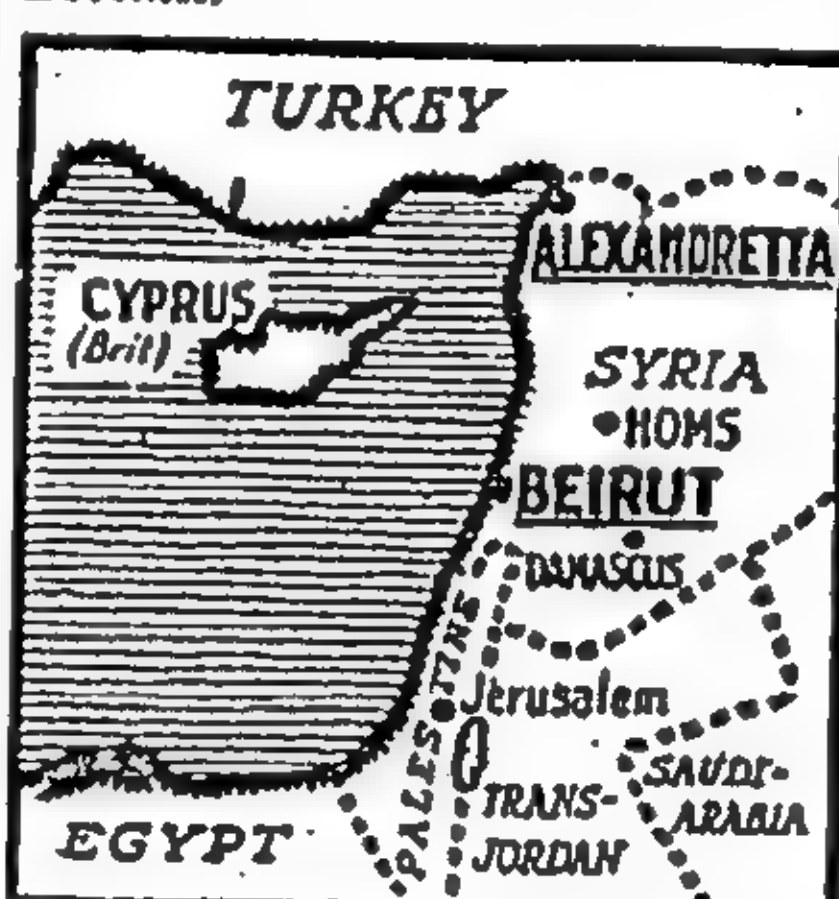 TURKEY
ALEXANDRETTA
CYPRUS
(Brit)
SYRIA
HOMS
BEIRUT
DAMASCUS
PALESTINE
Jerusalem
SAUDI-
ARABIA
TRANS-
JORDAN
EGYPT